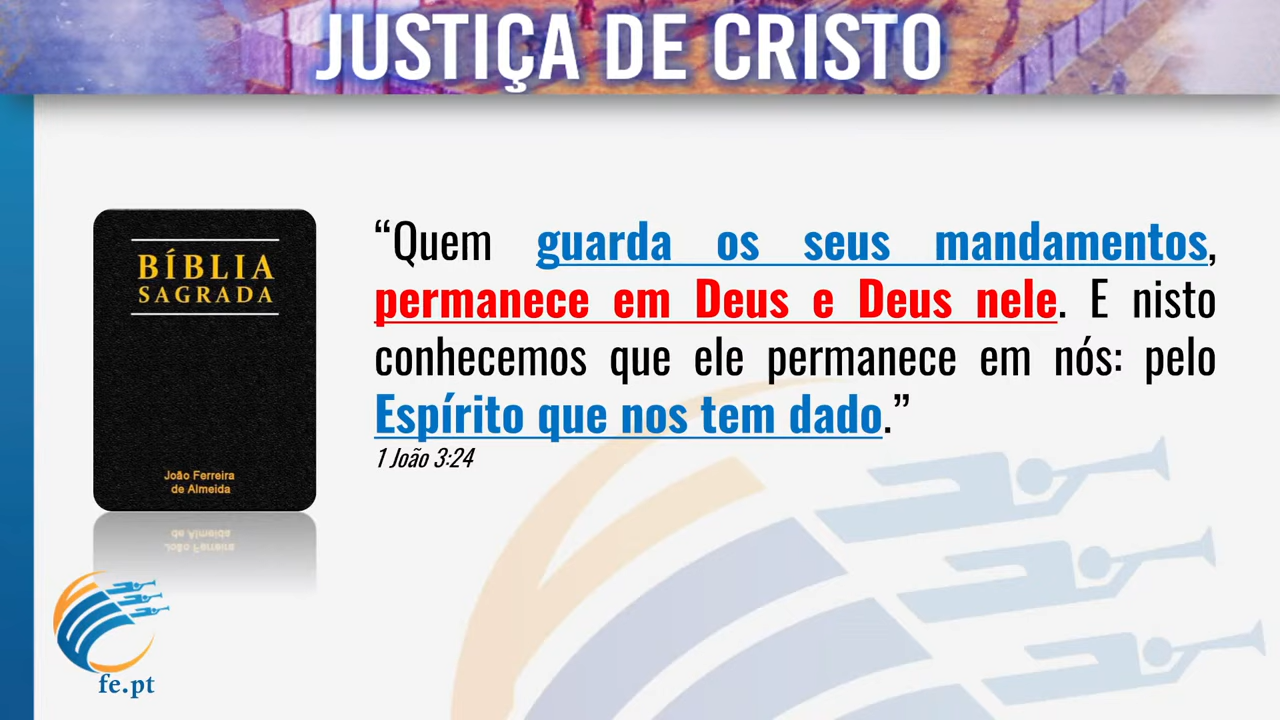 JUSTIÇA DE CRISTO
BÍBLIA
SAGRADA
João Ferreira
de Almeida
“Quem guarda os seus mandamentos,
permanece em Deus e Deus nele. E nisto
conhecemos que ele permanece em nós: pelo
Espírito que nos tem dado.”
1 João 3:24
fe.pt